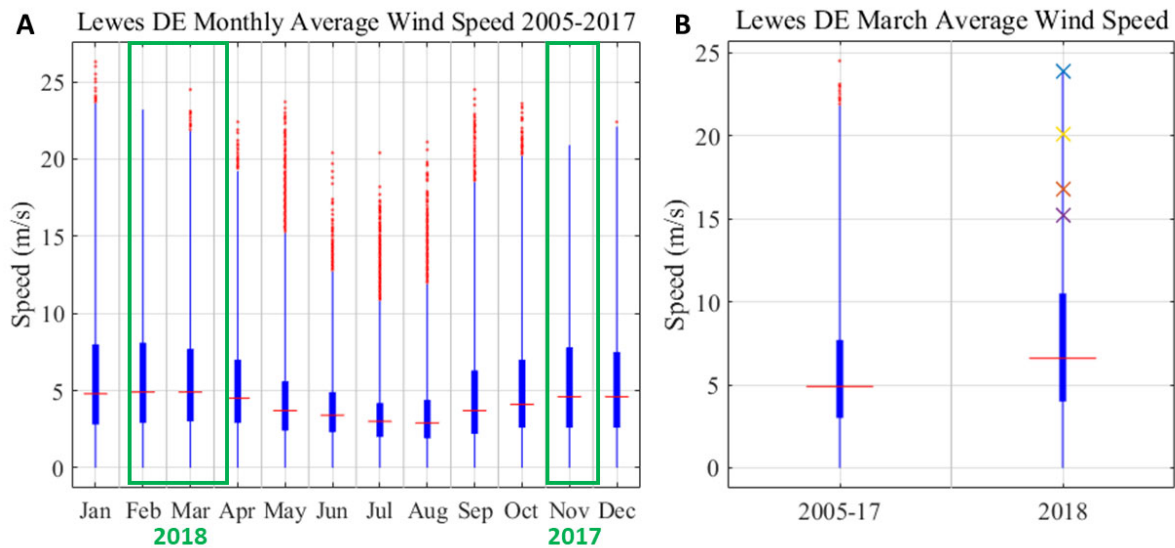 A
Lewes DE Monthly Average Wind Speed 2005-2017
Speed (m/s)
25
20
15
10
5
0
Jan Feb Mar Apr May Jun Jul Aug Sep Oct Nov Dec
2018 2017
B
Lewes DE March Average Wind Speed
Speed (m/s)
25
20
15
10
5
0
2005-17 2018